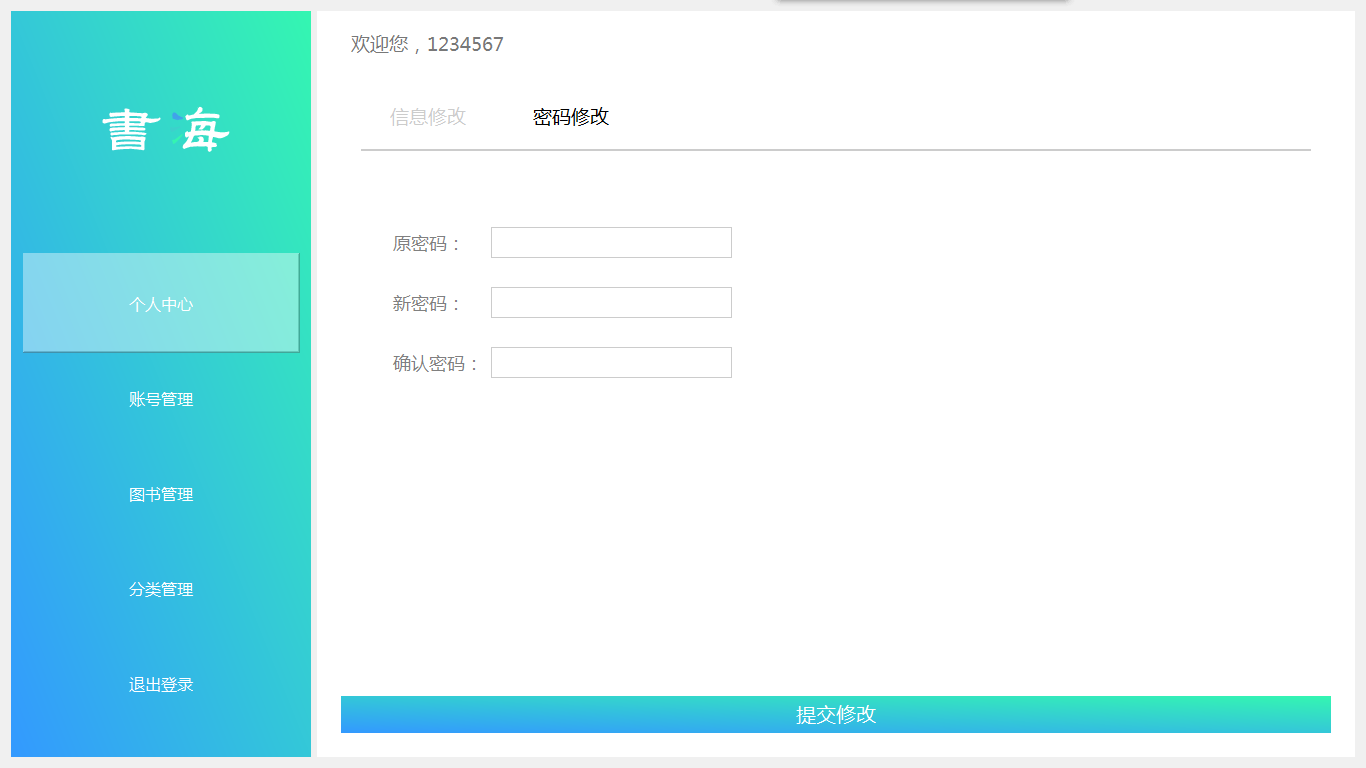 書海
个人中心
账号管理
图书管理
分类管理
退出登录
欢迎您，1234567
信息修改 密码修改
原密码：
新密码：
确认密码：
提交修改